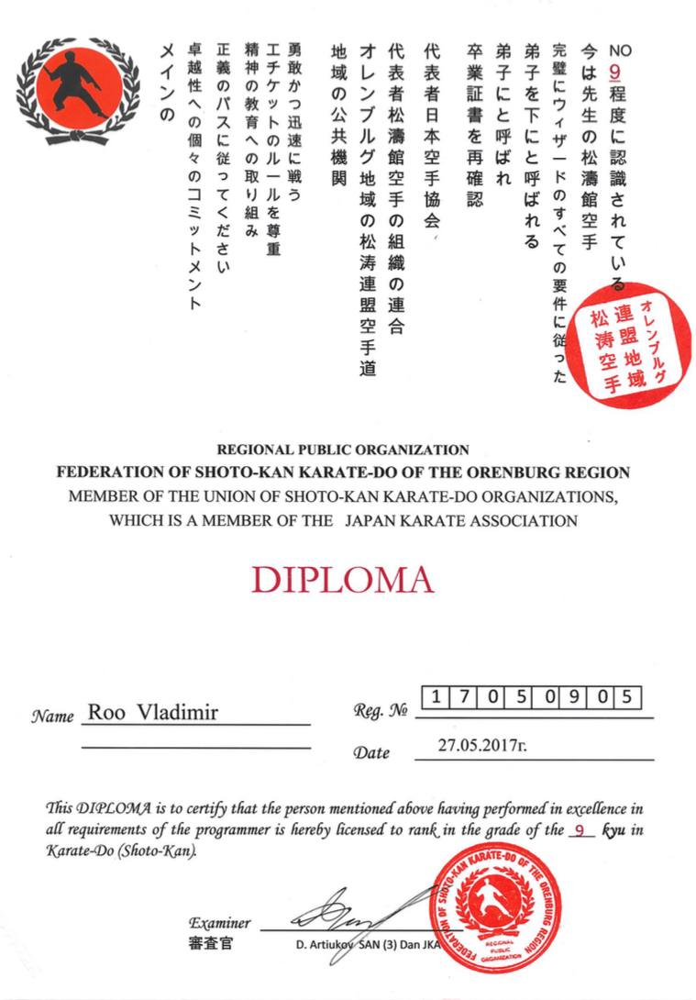 NO
9程度に認識されている
今は先生の松濤館空手
完璧にウィザードのすべての要件に従った
弟子を下にと呼ばれる
弟子にと呼ばれ
卒業証書を再確認
代表者日本空手協会
代表者松濤館空手の組織の連合
オレンブルグ地域の松涛連盟空手道
地域の公共機関
勇敢かつ迅速に戦う
エチケットのルールを尊重
精神の教育への取り組み
正義のパスに従ってください
卓越性への個々のコミットメント
メインの
オレンブルグ
連盟地域
松涛空手
REGIONAL PUBLIC ORGANIZATION
FEDERATION OF SHOTO-KAN KARATE-DO OF THE ORENBURG REGION
MEMBER OF THE UNION OF SHOTO-KAN KARATE-DO ORGANIZATIONS,
WHICH IS A MEMBER OF THE JAPAN KARATE ASSOCIATION
DIPLOMA
Name Roo Vladimir
Reg. № 17050905
Date 27.05.2017г.
This DIPLOMA is to certify that the person mentioned above having performed in excellence in
all requirements of the programmer is hereby licensed to rank in the grade of the 9 kyu in
Karate-Do (Shoto-Kan).
Examiner
審査官
D. Artiukov SAN (3) Dan JKA
FEDERATION OF SHOTO-KAN KARATE-DO OF THE ORENBURG REGION
REGIONAL
PUBLIC
ORGANIZATION